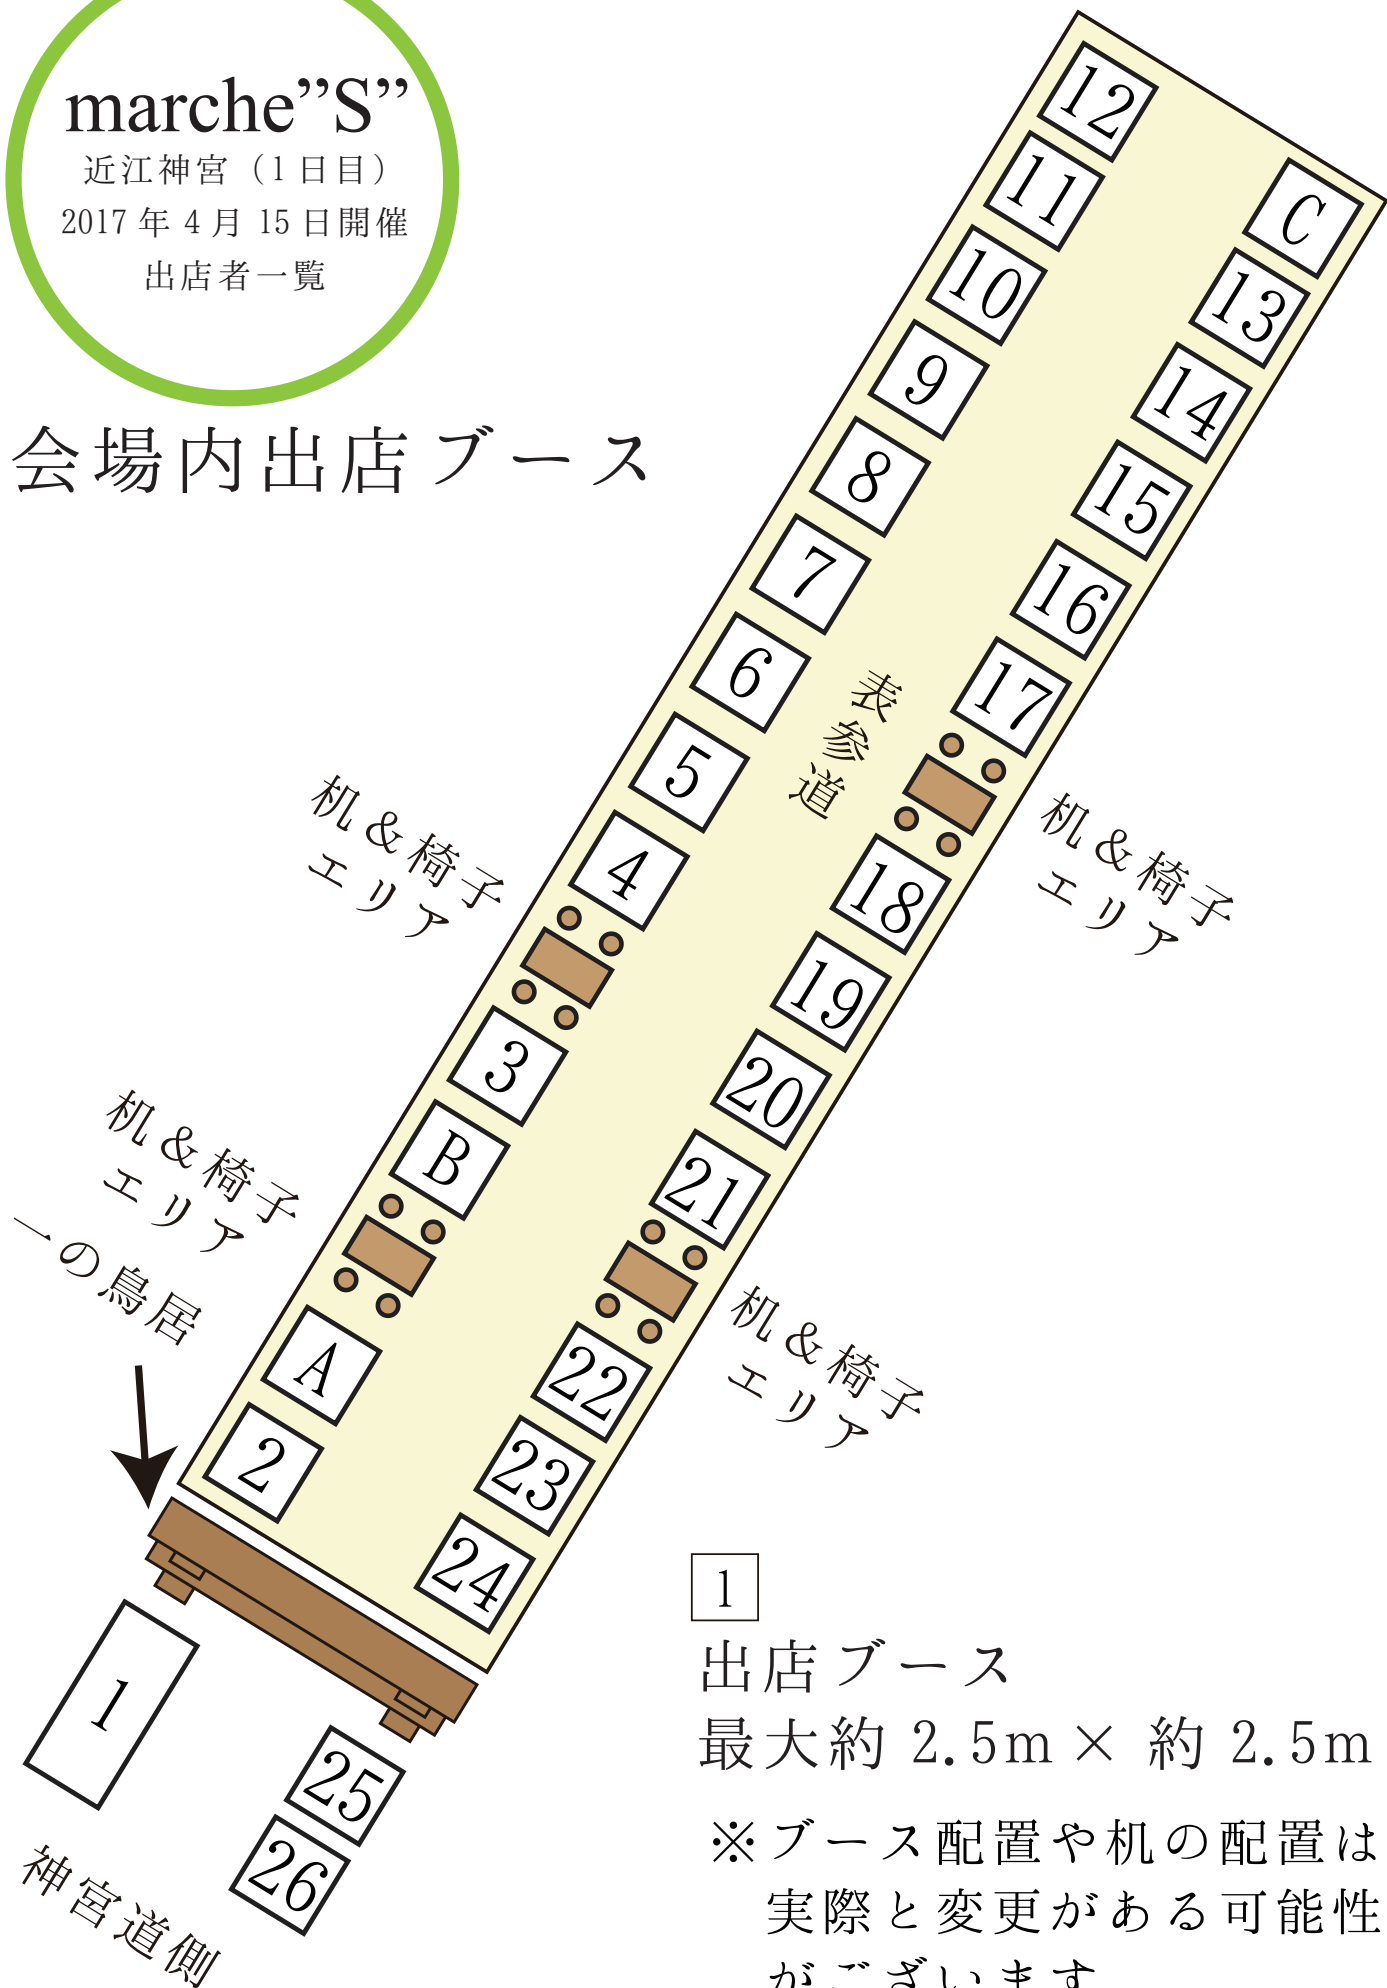 marche”S”
近江神宮（1日目）
2017年 4月 15日開催
出店者一覧
会場内出店ブース
12
11
10
9
8
7
6
5
4
3
B
A
2
C
13
14
15
16
17
18
19
20
21
22
23
24
表参道
机＆椅子
エリア
机＆椅子
エリア
机＆椅子
エリア
机＆椅子
エリア
一の鳥居
1
25
26
神宮道側
1
出店ブース
最大約 2.5m × 約 2.5m
※ブース配置や机の配置は
実際と変更がある可能性
がございます